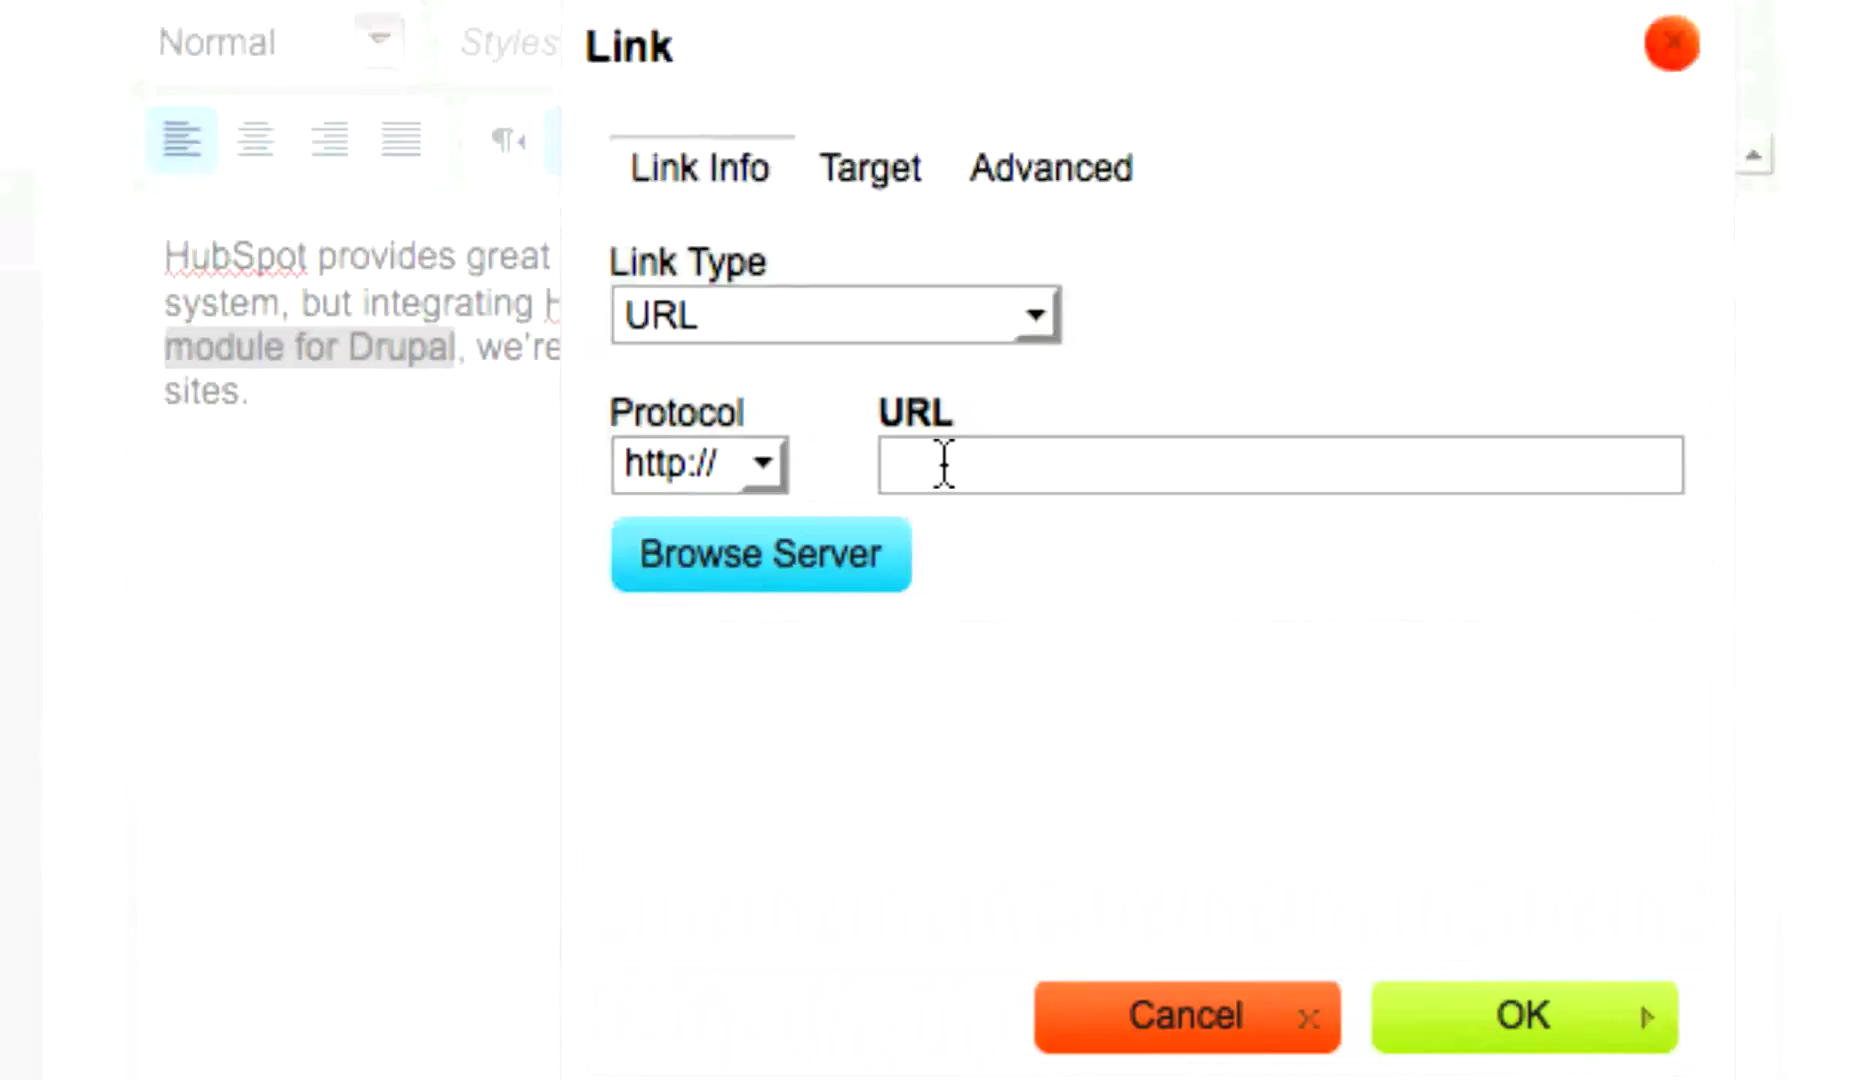 Normal
Styles
Link
Link Info
Target
Advanced
HubSpot provides great
system, but integrating
module for Drupal, we're
sites.
Link Type
URL
Protocol
URL
http://
Browse Server
Cancel
OK